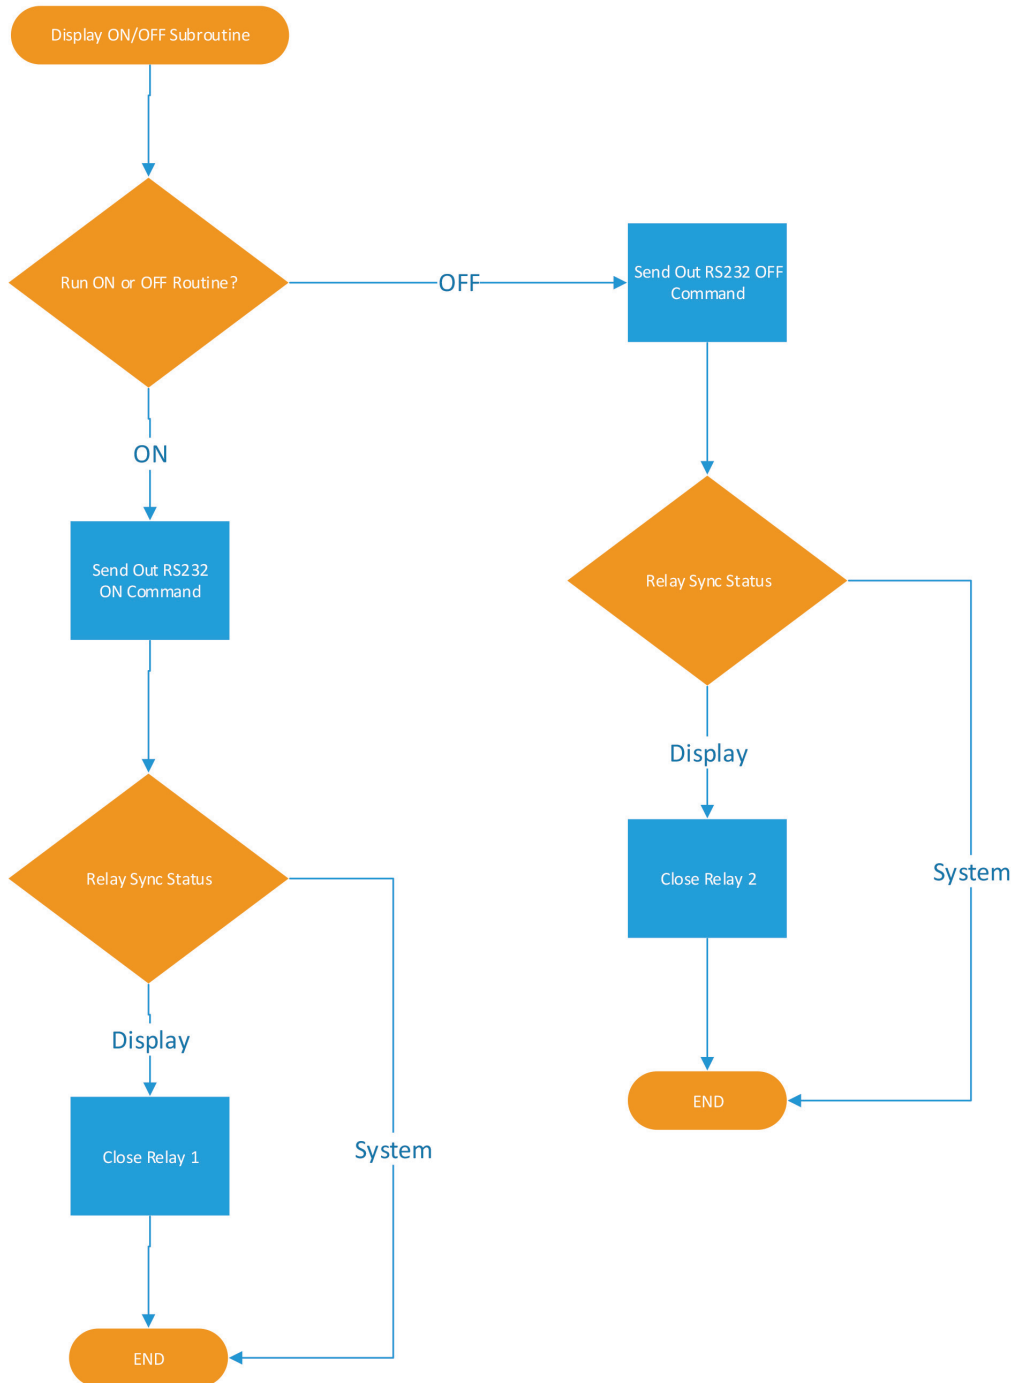 Display ON/OFF Subroutine
Run ON or OFF Routine?
OFF
Send Out RS232 OFF
Command
ON
Send Out RS232
ON Command
Relay Sync Status
Display
Close Relay 2
System
END
Relay Sync Status
Display
Close Relay 1
System
END